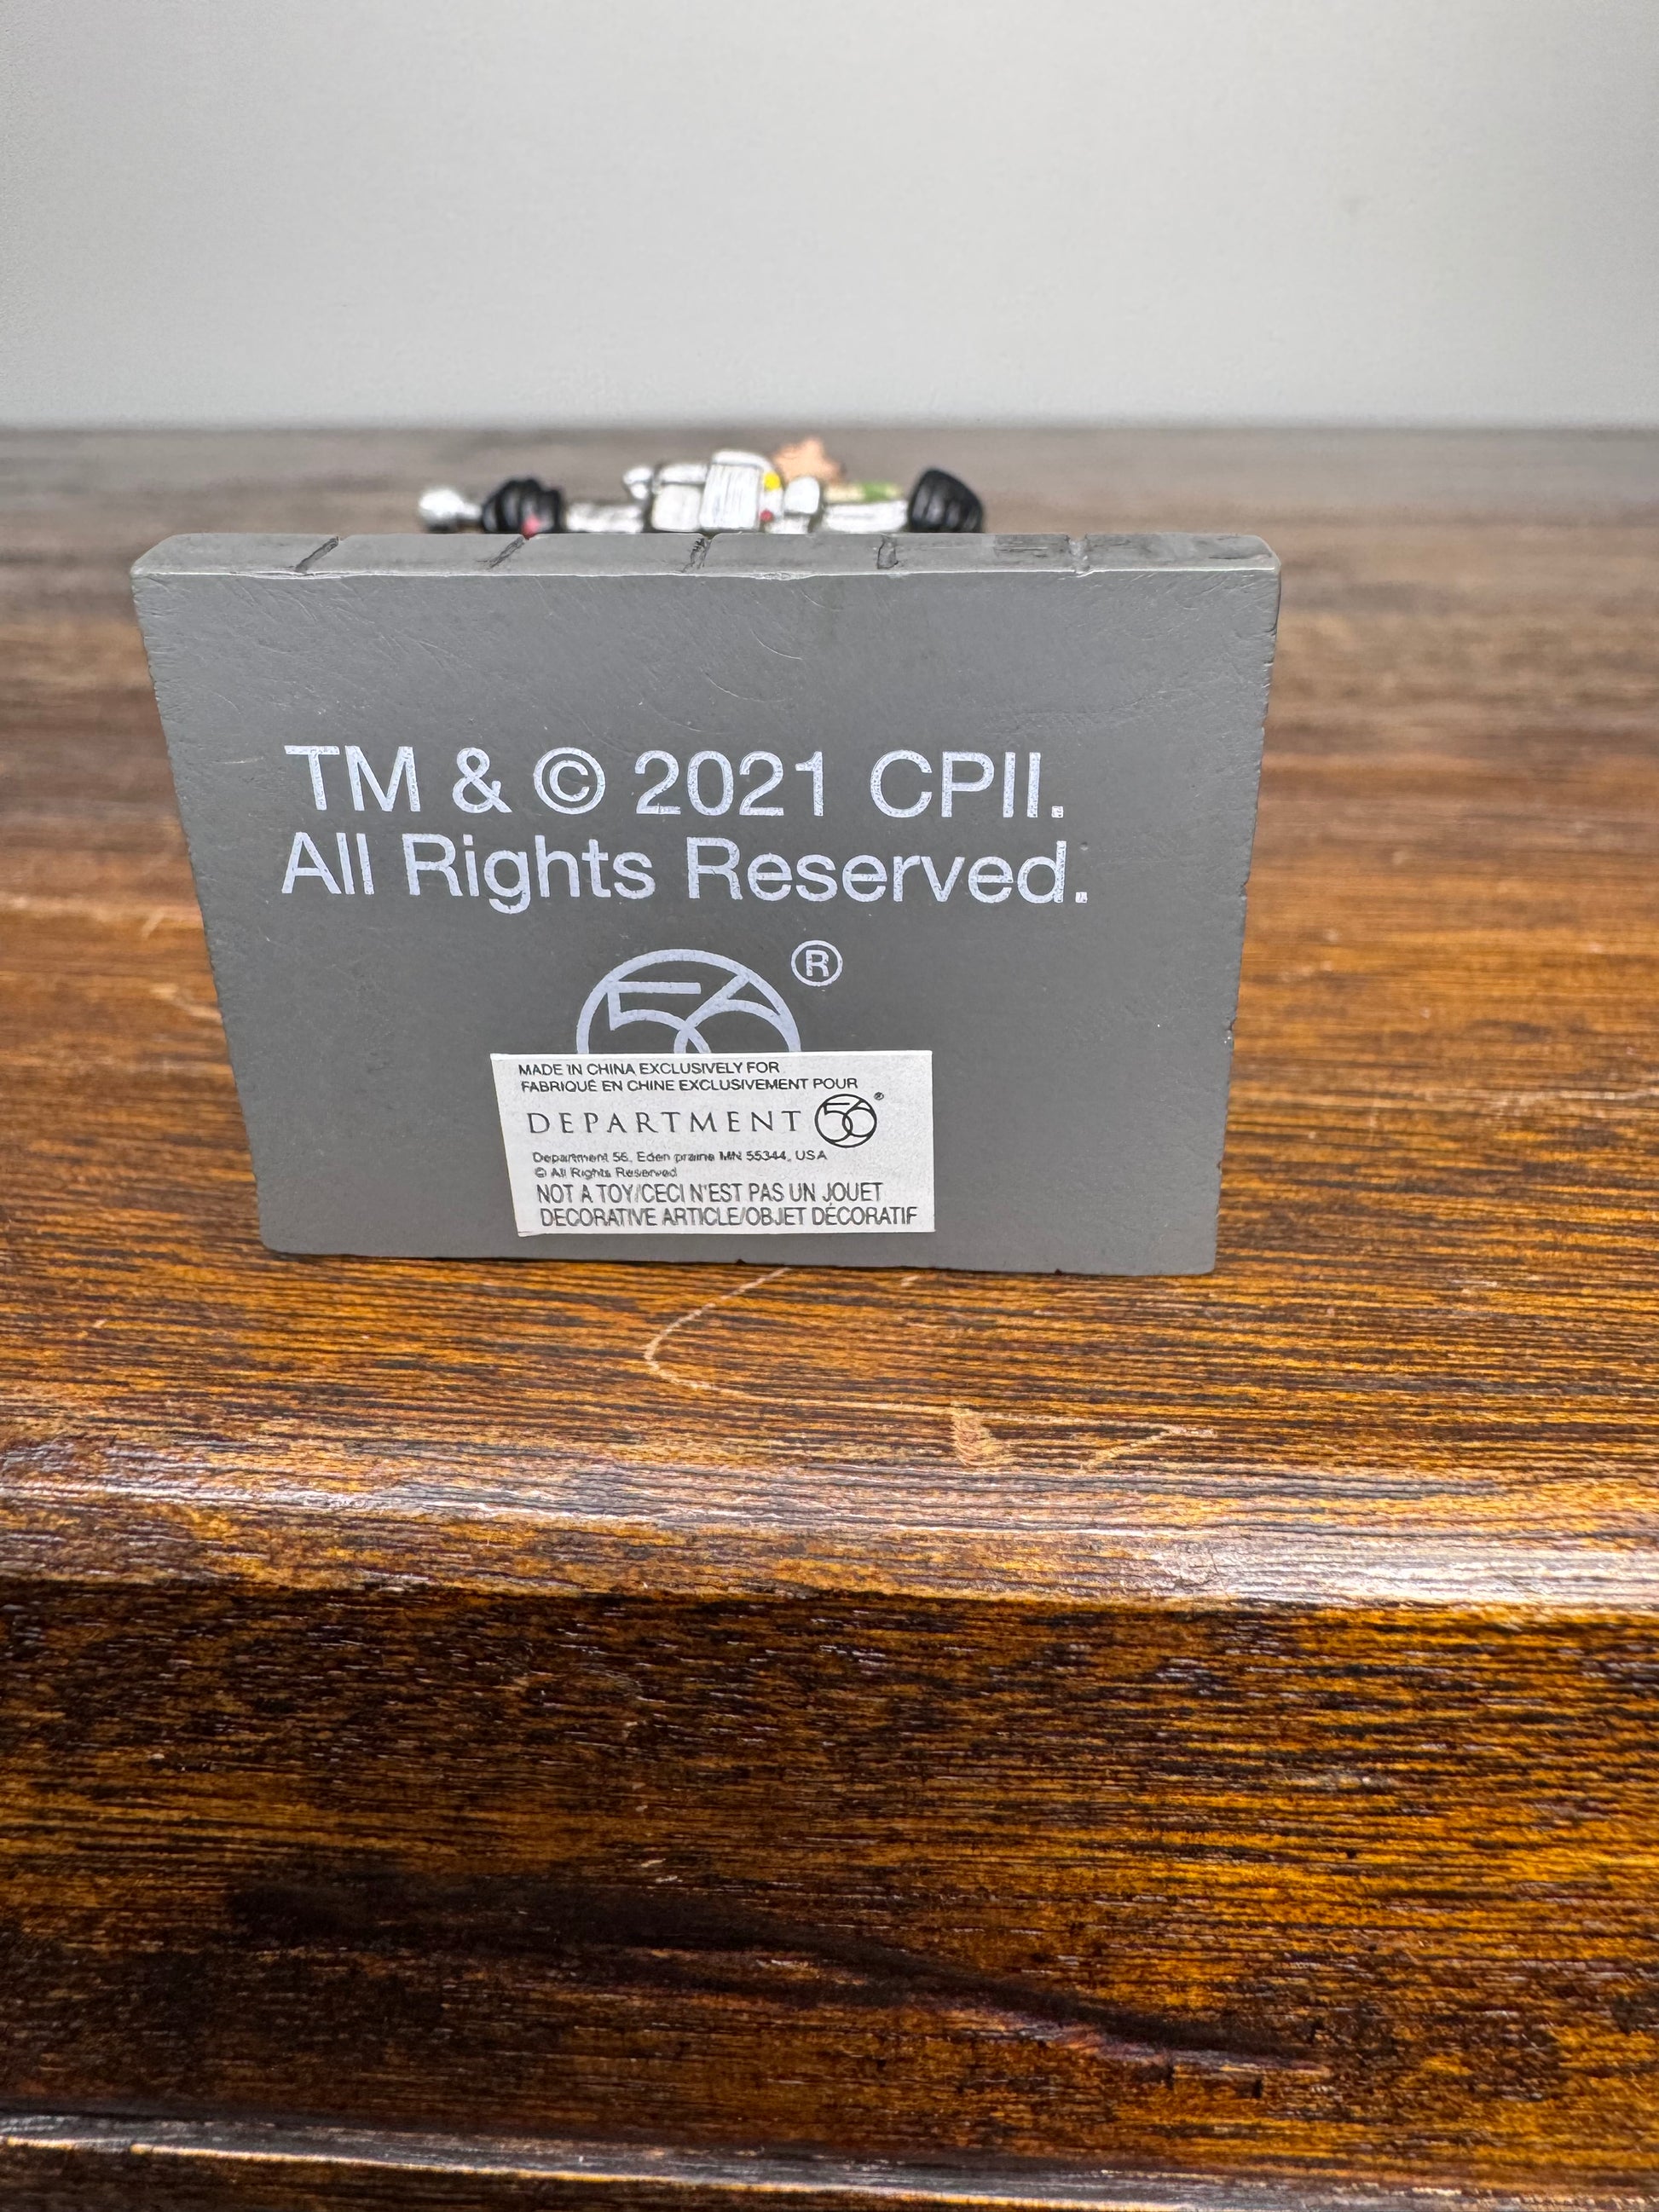 TM & © 2021 CPII.
All Rights Reserved.
56®
MADE IN CHINA EXCLUSIVELY FOR
FABRIQUÉ EN CHINE EXCLUSIVEMENT POUR
DEPARTMENT 56®
Department 56, Eden prairie MN 55344, USA
© All Rights Reserved
NOT A TOY/CECI N'EST PAS UN JOUET
DECORATIVE ARTICLE/OBJET DÉCORATIF